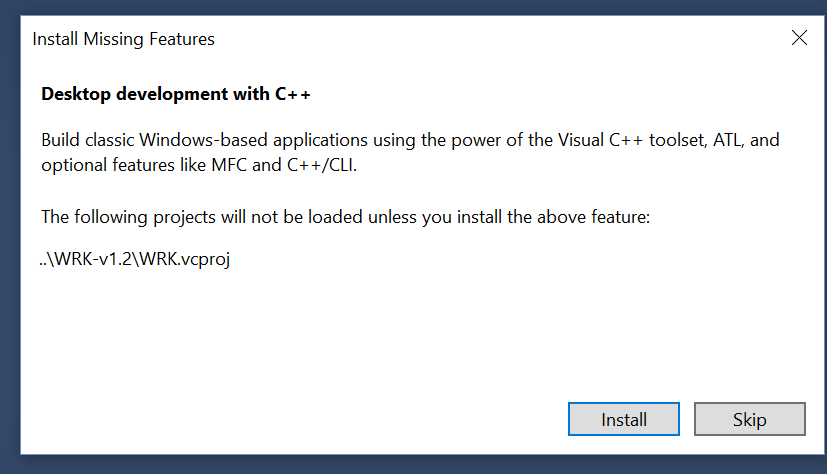 Install Missing Features
Desktop development with C++
Build classic Windows-based applications using the power of the Visual C++ toolset, ATL, and
optional features like MFC and C++/CLI.
The following projects will not be loaded unless you install the above feature:
..\WRK-v1.2\WRK.vcproj
Install
Skip